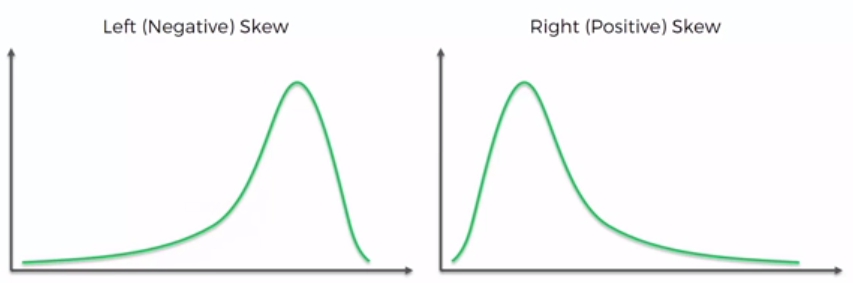 Left (Negative) Skew
Right (Positive) Skew